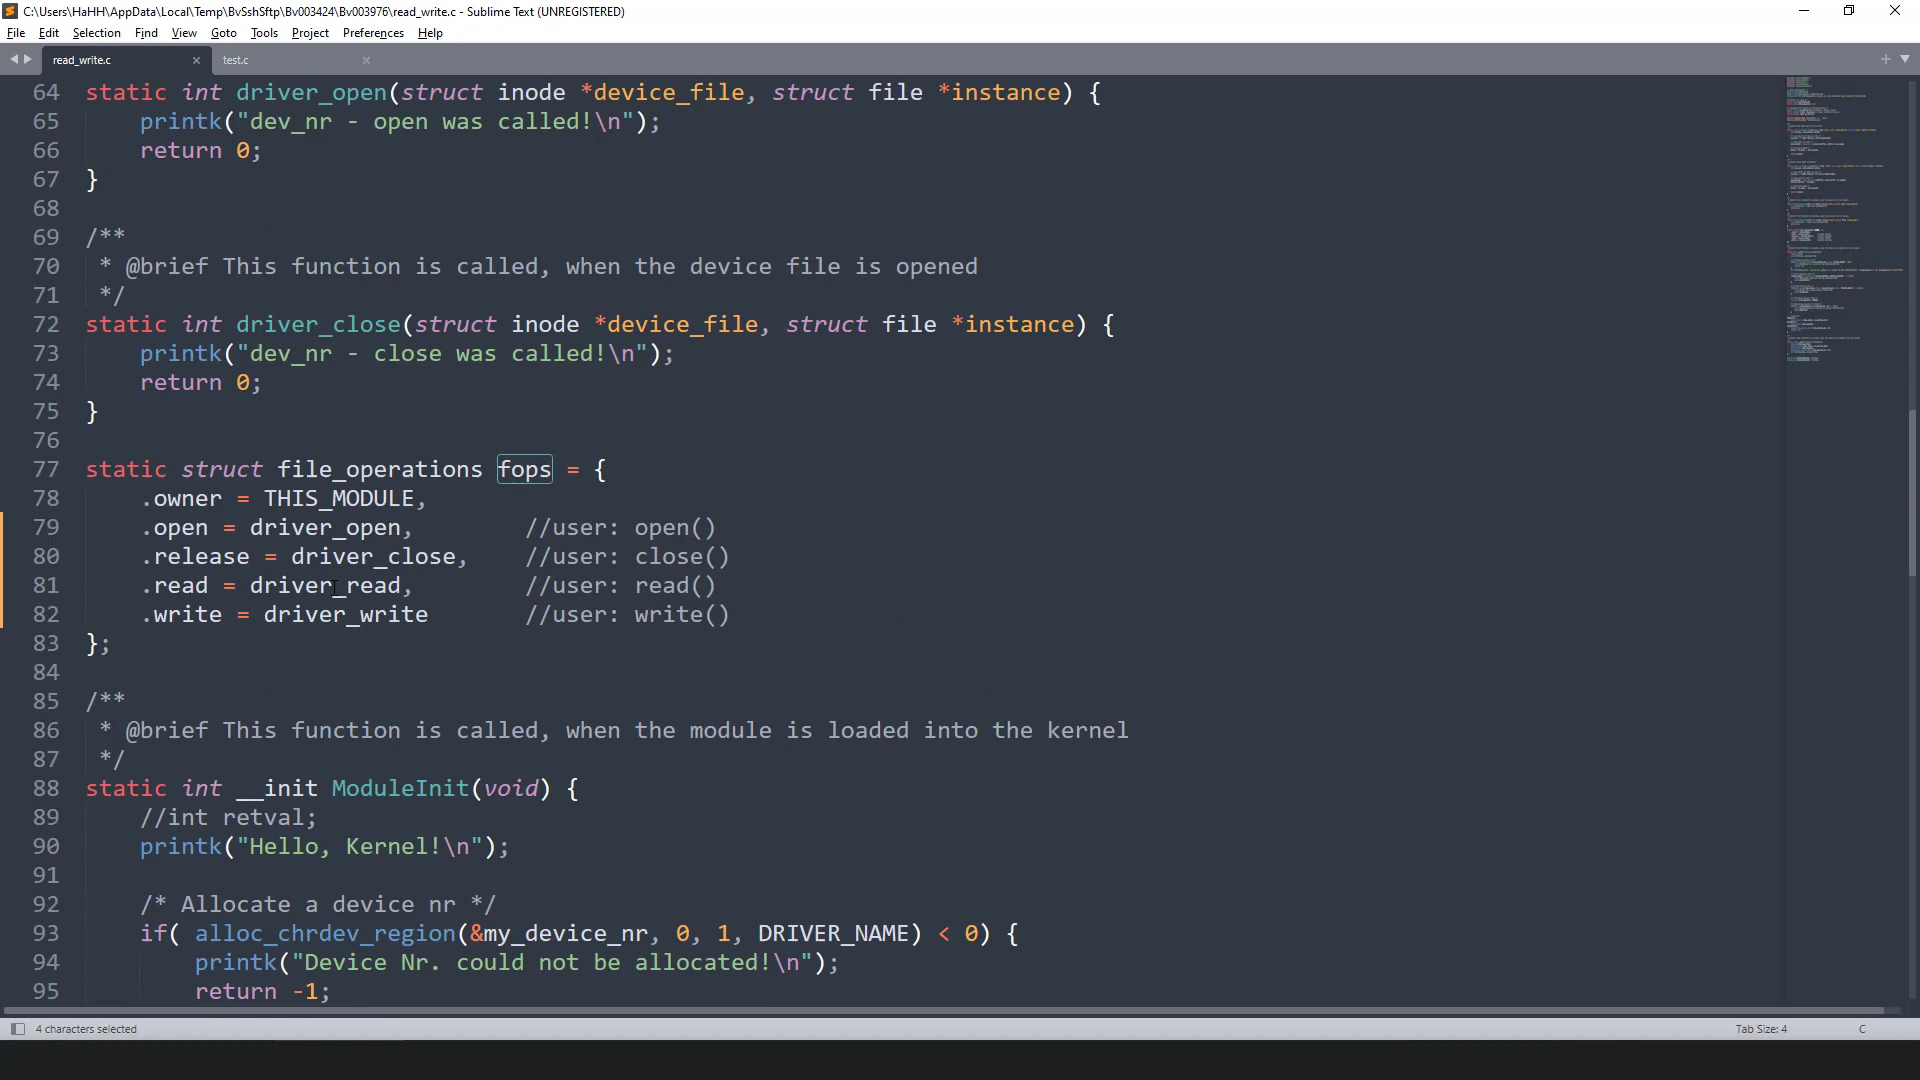 C:\Users\HaHH\AppData\Local\Temp\BvSshSftp\Bv003424\Bv003976\read_write.c - Sublime Text (UNREGISTERED)
File Edit Selection Find View Goto Tools Project Preferences Help
read_write.c test.c
64 static int driver_open(struct inode *device_file, struct file *instance) {
65 printk("dev_nr - open was called!\n");
66 return 0;
67 }
68
69 /**
70 * @brief This function is called, when the device file is opened
71 */
72 static int driver_close(struct inode *device_file, struct file *instance) {
73 printk("dev_nr - close was called!\n");
74 return 0;
75 }
76
77 static struct file_operations fops = {
78 .owner = THIS_MODULE,
79 .open = driver_open, //user: open()
80 .release = driver_close, //user: close()
81 .read = driver_read, //user: read()
82 .write = driver_write //user: write()
83 };
84
85 /**
86 * @brief This function is called, when the module is loaded into the kernel
87 */
88 static int __init ModuleInit(void) {
89 //int retval;
90 printk("Hello, Kernel!\n");
91
92 /* Allocate a device nr */
93 if( alloc_chrdev_region(&my_device_nr, 0, 1, DRIVER_NAME) < 0) {
94 printk("Device Nr. could not be allocated!\n");
95 return -1;
4 characters selected Tab Size: 4 C